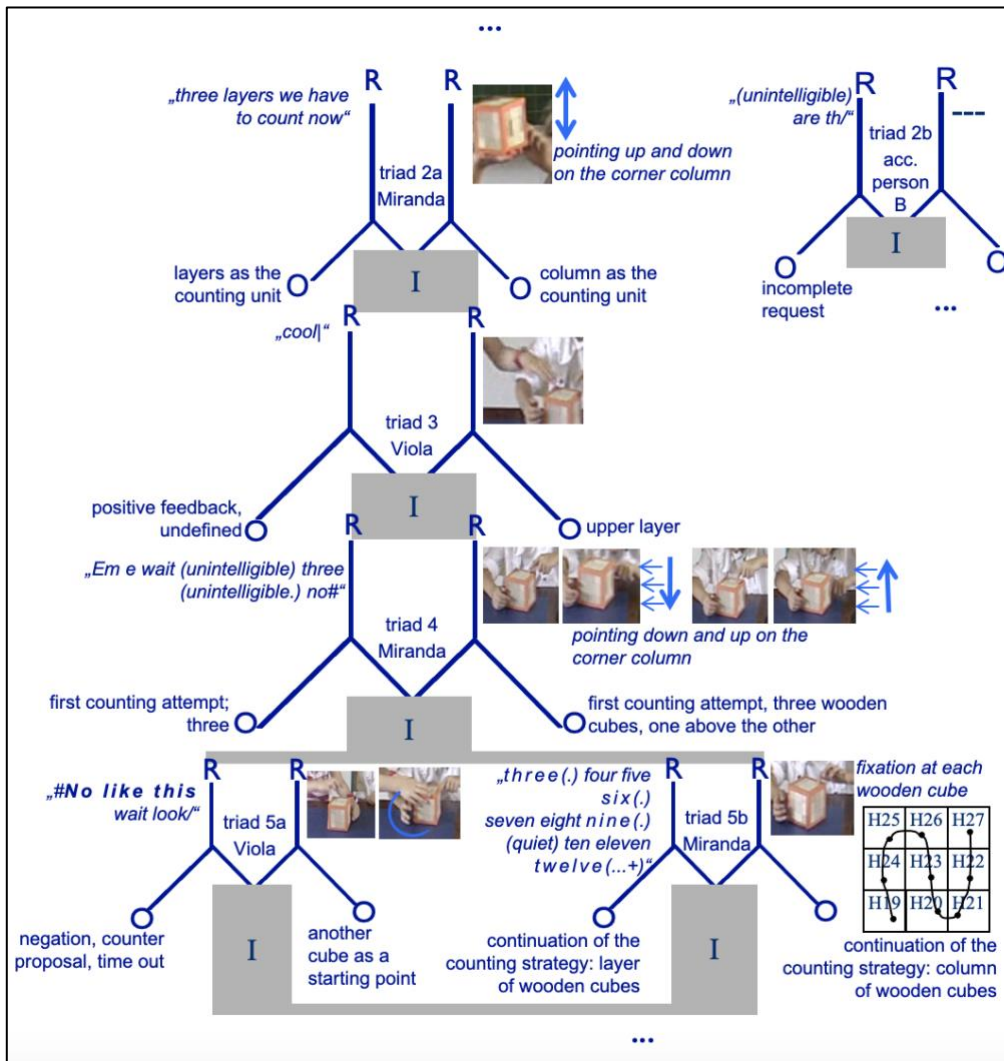 ...
R
R
R
R
„three layers we have
to count now“
pointing up and down
on the corner column
triad 2a
Miranda
I
layers as the
counting unit
O
O
column as the
counting unit
„(unintelligible)
are th/“
---
triad 2b
acc.
person
B
I
O
O
incomplete
request
...
R
R
„cool|“
triad 3
Viola
I
positive feedback,
undefined
O
O
upper layer
R
R
„Em e wait (unintelligible) three
(unintelligible.) no#“
triad 4
Miranda
pointing down and up on the
corner column
first counting attempt;
three
O
O
first counting attempt, three wooden
cubes, one above the other
I
R
R
„#No like this
wait look/“
triad 5a
Viola
O
O
negation, counter
proposal, time out
I
another
cube as a
starting point
R
R
„three(.) four five
six(.)
seven eight nine(.)
(quiet) ten eleven
twelve(...+)“
triad 5b
Miranda
fixation at each
wooden cube
H25 H26 H27
H24 H23 H22
H19 H20 H21
O
O
continuation of the
counting strategy: layer
of wooden cubes
I
continuation of the
counting strategy: column
of wooden cubes
...